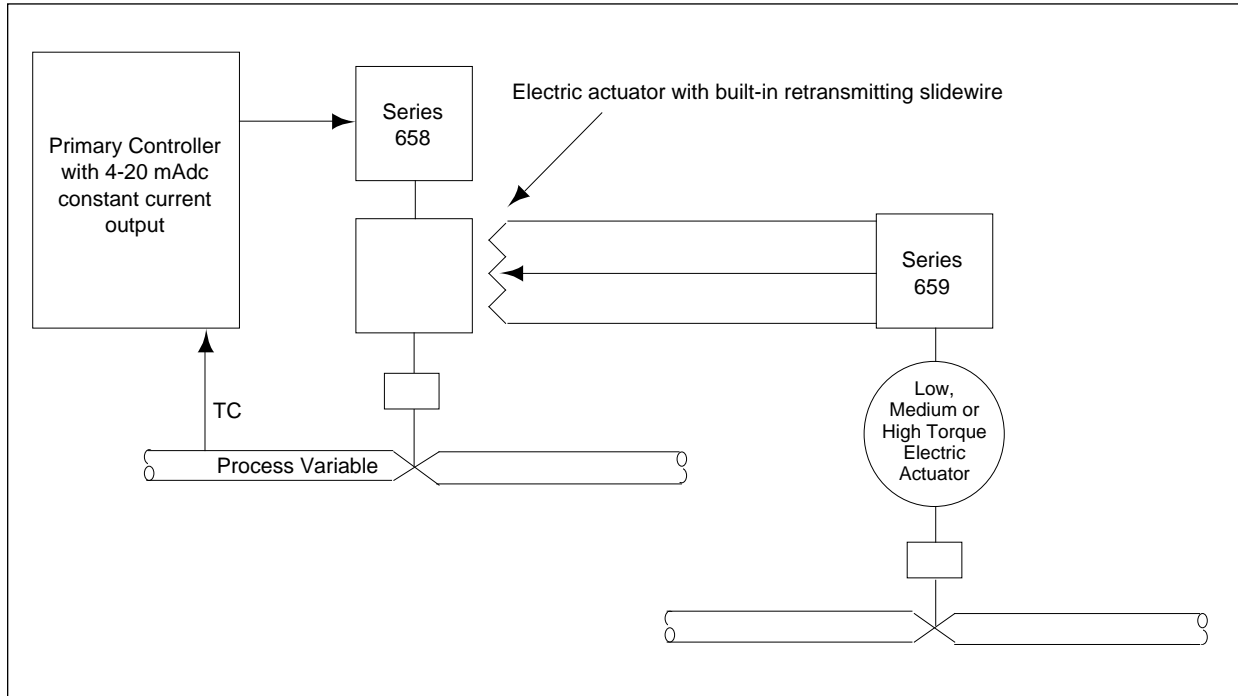 Primary Controller
with 4-20 mAdc
constant current
output
Series
658
Electric actuator with built-in retransmitting slidewire
Series
659
TC
Process Variable
Low,
Medium or
High Torque
Electric
Actuator